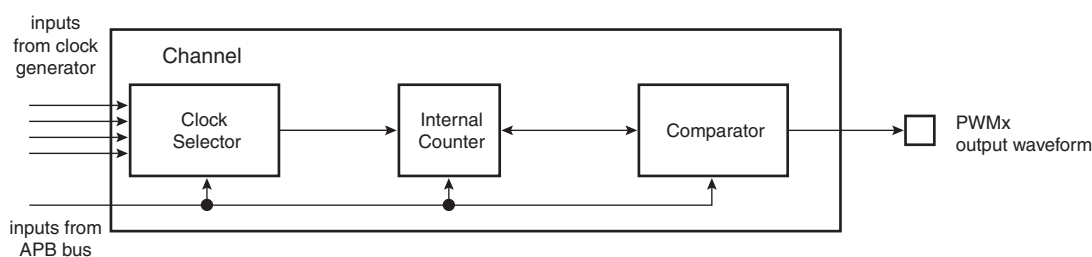 inputs
from clock
generator
Channel
Clock
Selector
Internal
Counter
Comparator
PWMx
output waveform
inputs from
APB bus